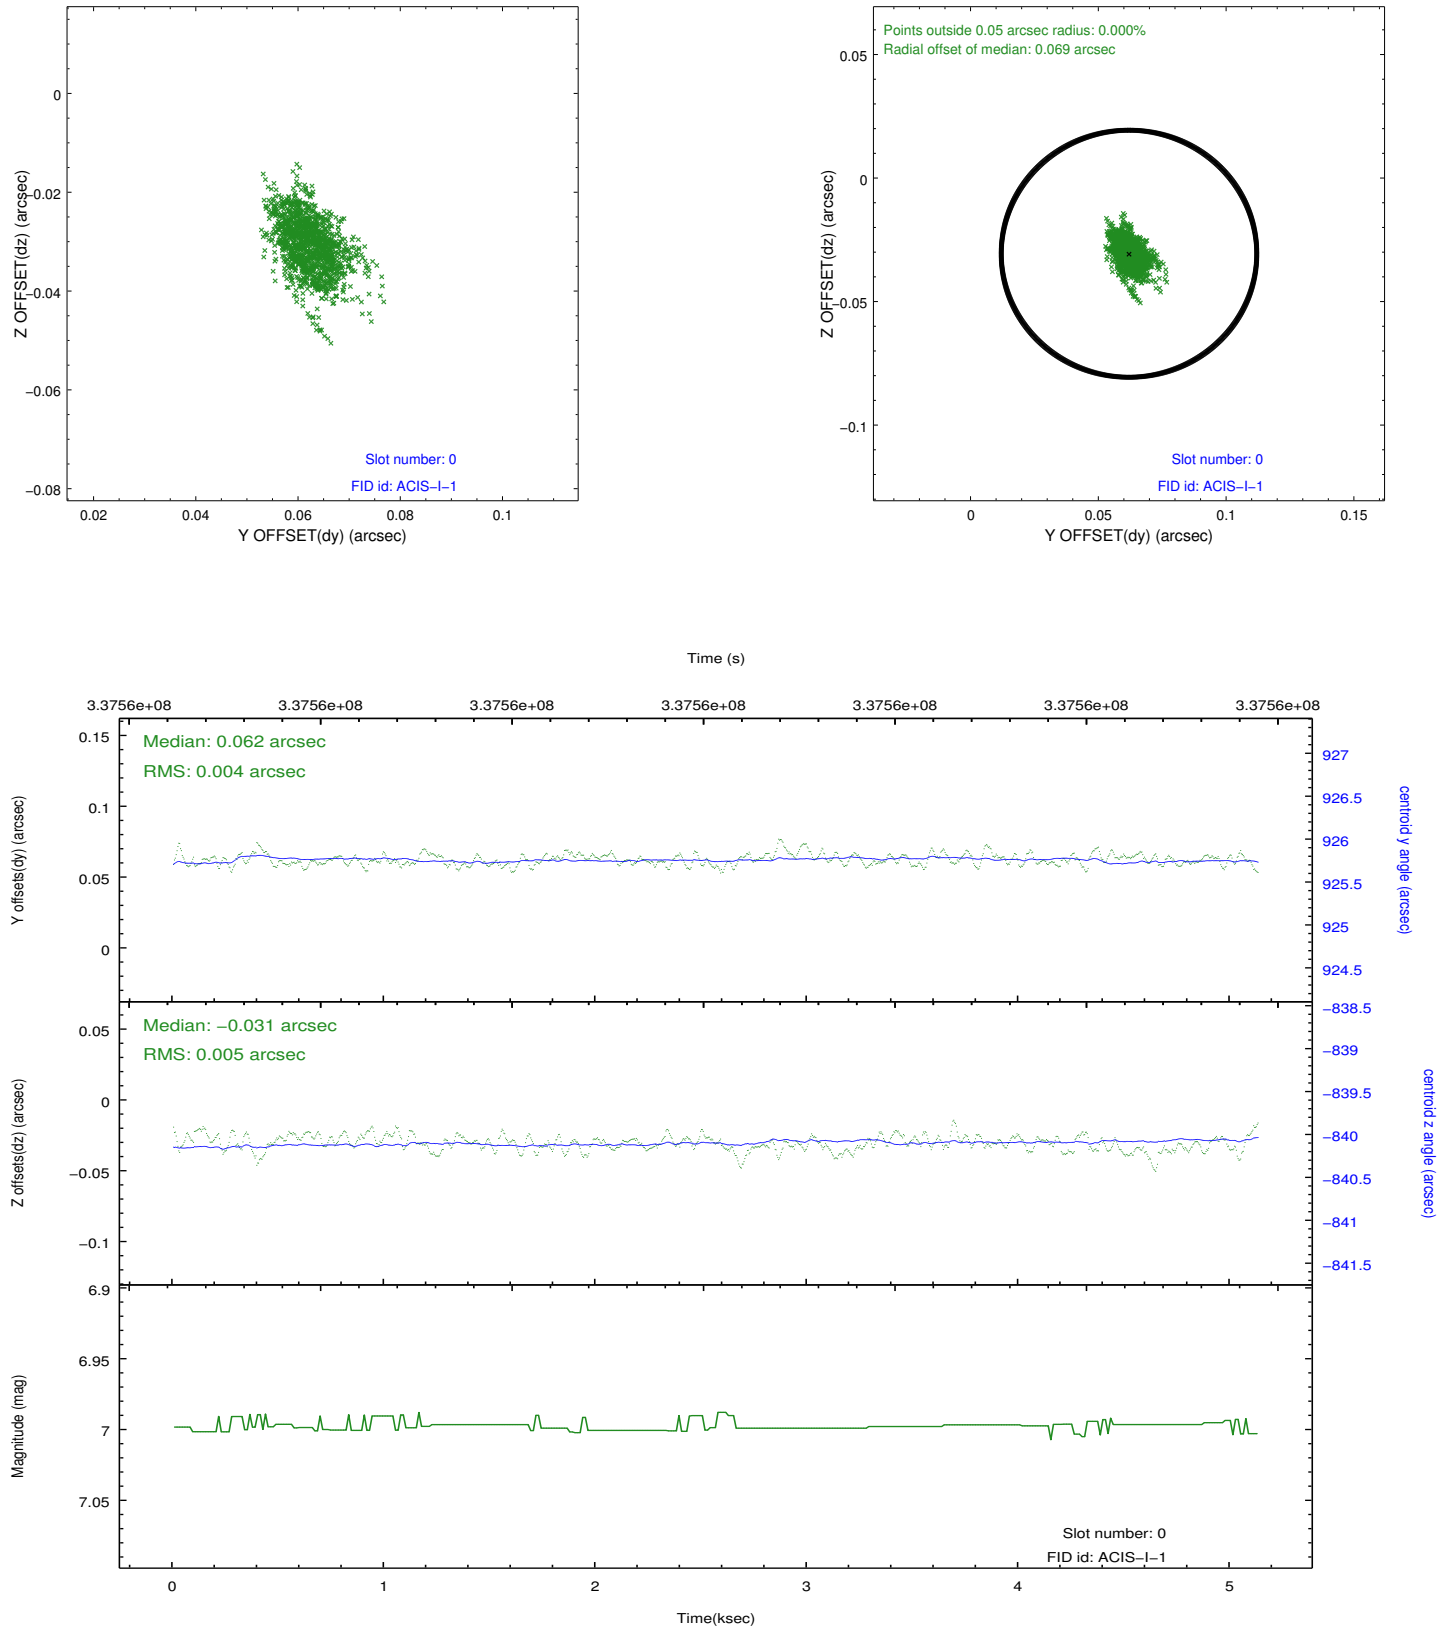 0
−0.02
−0.04
−0.06
−0.08
Z OFFSET(dz) (arcsec)
Slot number: 0
FID id: ACIS−I−1
0.02 0.04 0.06 0.08 0.1
Y OFFSET(dy) (arcsec)
Points outside 0.05 arcsec radius: 0.000%
Radial offset of median: 0.069 arcsec
0.05
0
−0.05
−0.1
Z OFFSET(dz) (arcsec)
Slot number: 0
FID id: ACIS−I−1
0 0.05 0.1 0.15
Y OFFSET(dy) (arcsec)
Time (s)
3.3756e+08 3.3756e+08 3.3756e+08 3.3756e+08 3.3756e+08 3.3756e+08 3.3756e+08
Median: 0.062 arcsec
RMS: 0.004 arcsec
0.15
0.1
0.05
0
Y offsets(dy) (arcsec)
927
926.5
926
925.5
925
924.5
centroid y angle (arcsec)
Median: −0.031 arcsec
RMS: 0.005 arcsec
0.05
0
−0.05
−0.1
Z offsets(dz) (arcsec)
−838.5
−839
−839.5
−840
−840.5
−841
−841.5
centroid z angle (arcsec)
6.9
6.95
7
7.05
Magnitude (mag)
Slot number: 0
FID id: ACIS−I−1
0 1 2 3 4 5
Time(ksec)